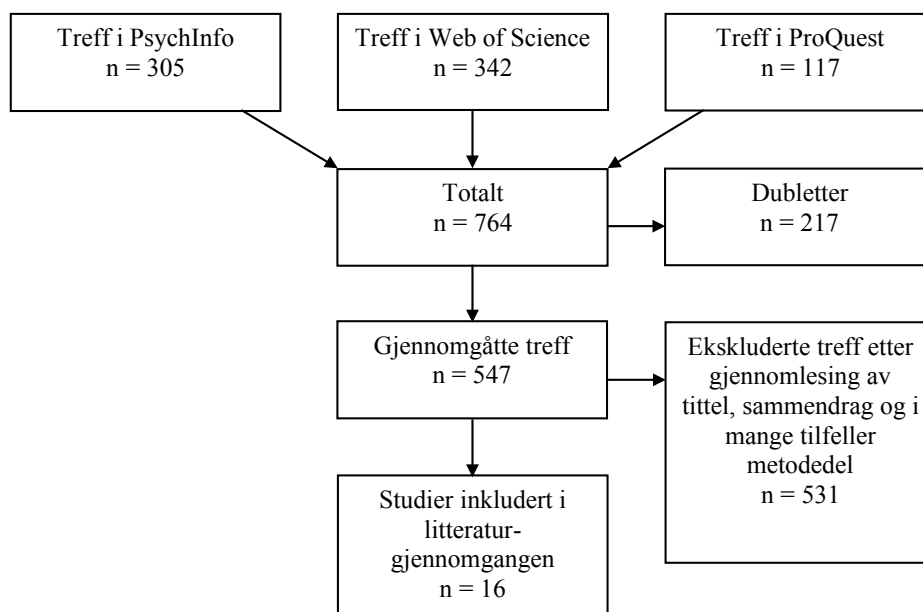 Treff i PsychInfo
n = 305
Treff i Web of Science
n = 342
Treff i ProQuest
n = 117
Totalt
n = 764
Dubletter
n = 217
Gjennomgåtte treff
n = 547
Ekskluderte treff etter
gjennomlesing av
tittel, sammendrag og i
mange tilfeller
metodedel
n = 531
Studier inkludert i
litteratur-
gjennomgangen
n = 16